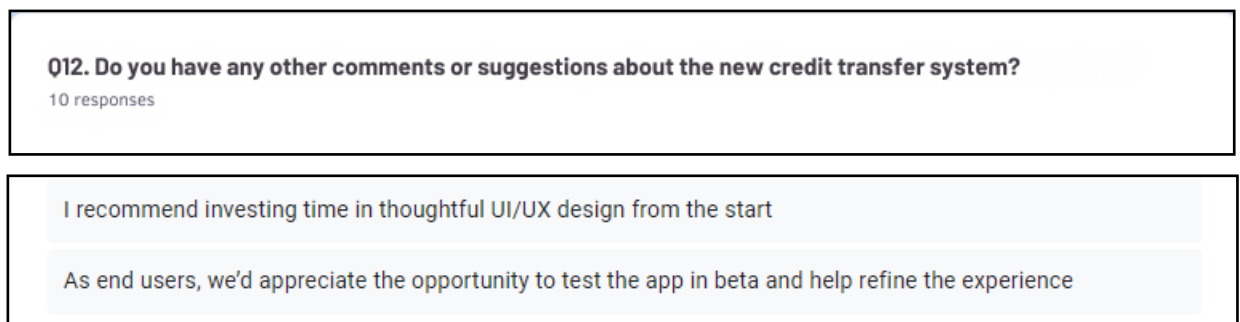 Q12. Do you have any other comments or suggestions about the new credit transfer system?
10 responses
I recommend investing time in thoughtful UI/UX design from the start
As end users, we’d appreciate the opportunity to test the app in beta and help refine the experience